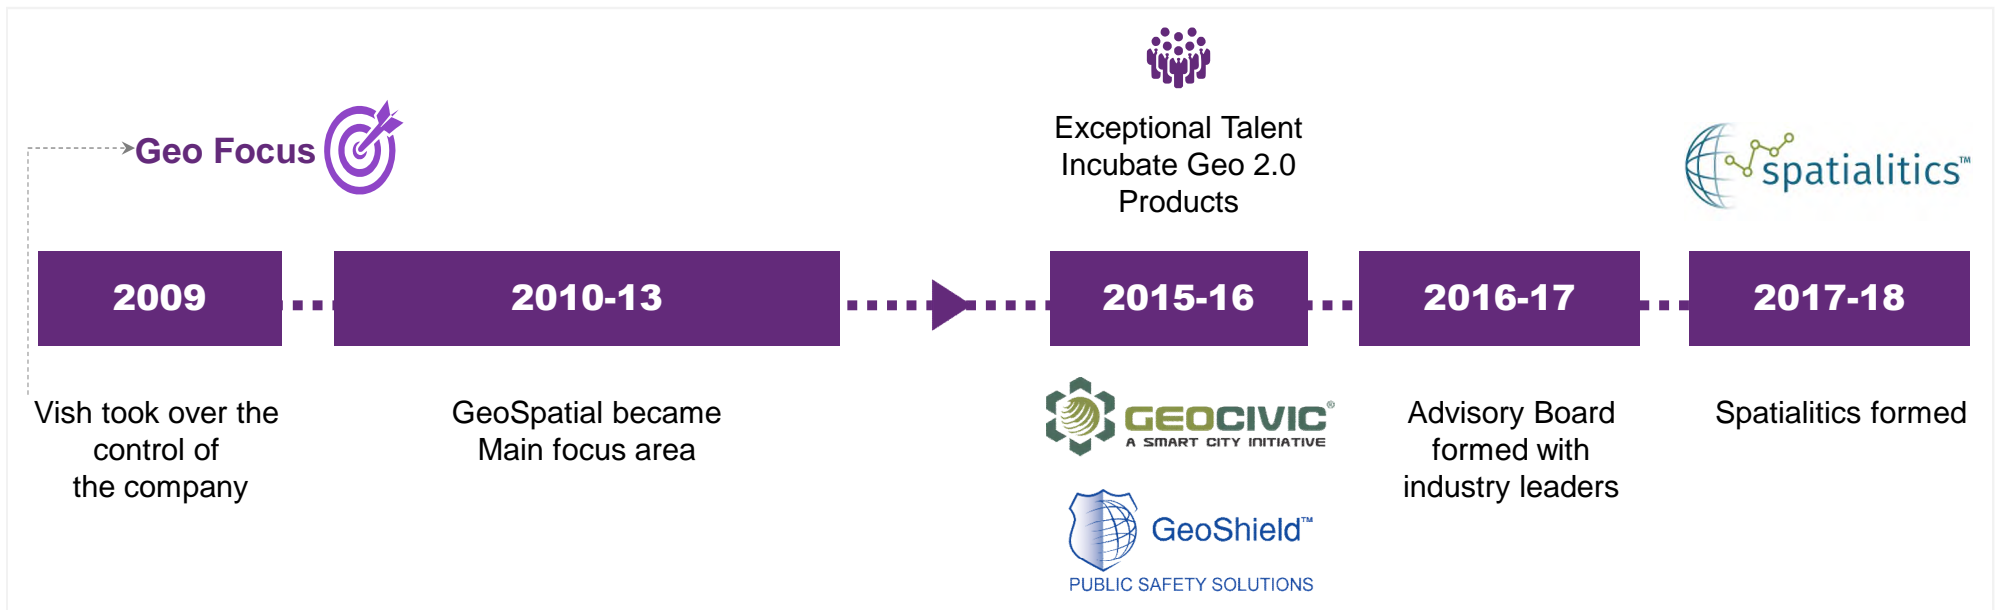 Geo Focus
Exceptional Talent
Incubate Geo 2.0
Products
spatialitics™
2009
2010-13
2015-16
2016-17
2017-18
Vish took over the
control of
the company
GeoSpatial became
Main focus area
GEOCIVIC®
A SMART CITY INITIATIVE
GeoShield™
PUBLIC SAFETY SOLUTIONS
Advisory Board
formed with
industry leaders
Spatialitics formed